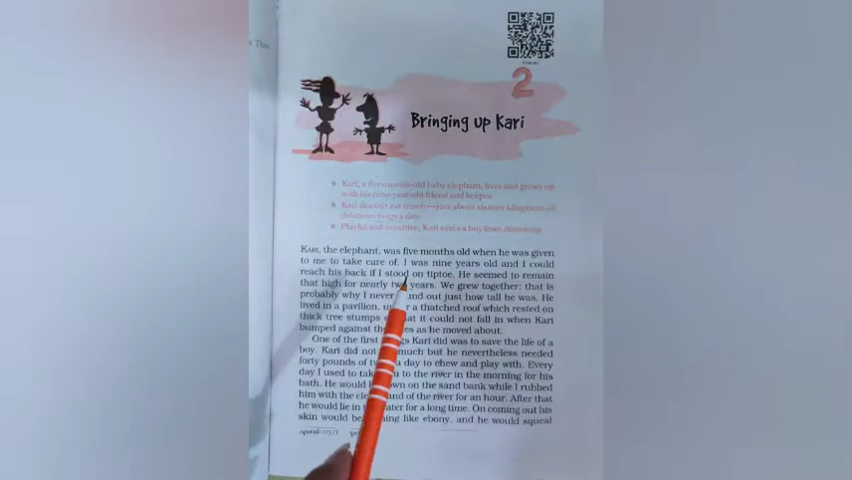 2
Bringing up Kari
Kari, a five-month-old baby elephant, lives and grows up
with his nine-year-old friend and keeper.
Kari doesn't eat much—just about sixteen kilograms of
delicious twigs a day.
Playful and sensitive, Kari saves a boy from drowning.
KARI, the elephant, was five months old when he was given
to me to take care of. I was nine years old and I could
reach his back if I stood on tiptoe. He seemed to remain
that high for nearly two years. We grew together; that is
probably why I never found out just how tall he was. He
lived in a pavilion, under a thatched roof which rested on
thick tree stumps so that it could not fall in when Kari
bumped against the poles as he moved about.
One of the first things Kari did was to save the life of a
boy. Kari did not eat much but he nevertheless needed
forty pounds of twigs a day to chew and play with. Every
day I used to take him to the river in the morning for his
bath. He would lie down on the sand bank while I rubbed
him with the clean sand of the river for an hour. After that
he would lie in the water for a long time. On coming out his
skin would be shining like ebony, and he would squeal